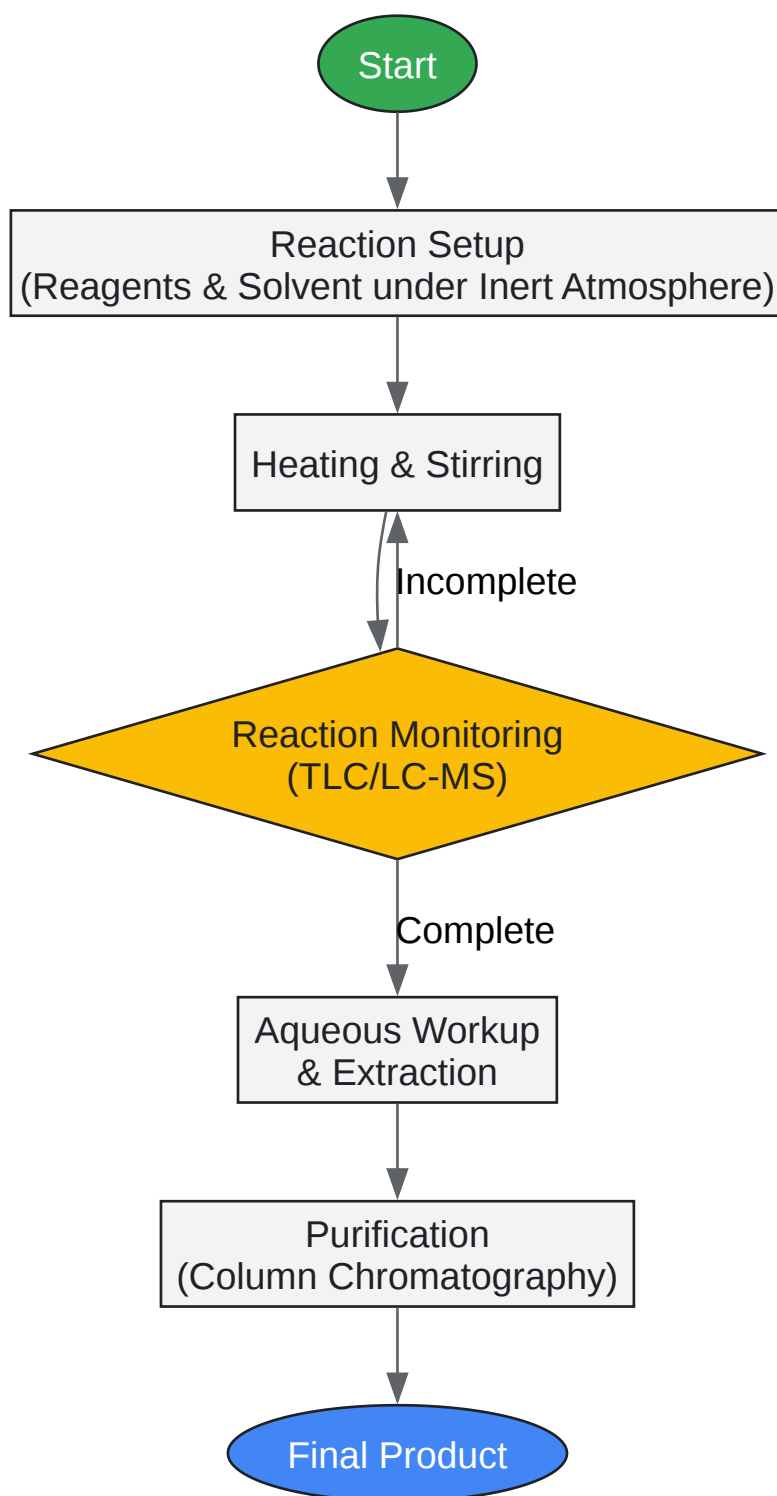 Start
Reaction Setup
(Reagents & Solvent under Inert Atmosphere)
Heating & Stirring
Incomplete
Reaction Monitoring
(TLC/LC-MS)
Complete
Aqueous Workup
& Extraction
Purification
(Column Chromatography)
Final Product